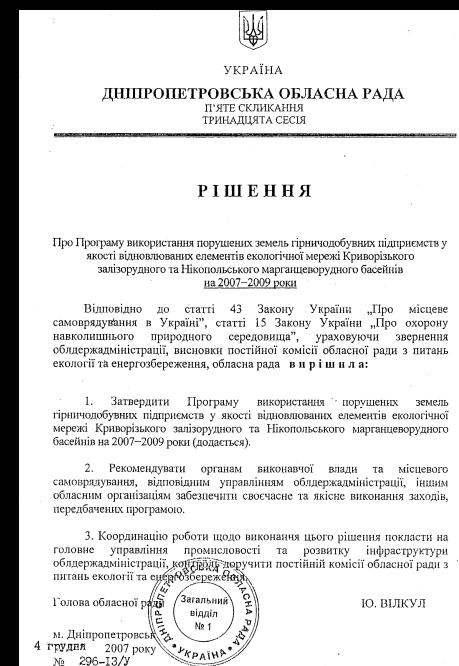 УКРАЇНА
ДНІПРОПЕТРОВСЬКА ОБЛАСНА РАДА
П'ЯТЕ СКЛИКАННЯ
ТРИНАДЦЯТА СЕСІЯ
РІШЕННЯ
Про Програму використання порушених земель гірничодобувних підприємств у
якості відновлюваних елементів екологічної мережі Криворізького
залізорудного та Нікопольського марганцеворудного басейнів
на 2007–2009 роки
Відповідно до статті 43 Закону України „Про місцеве
самоврядування в Україні”, статті 15 Закону України „Про охорону
навколишнього природного середовища”, ураховуючи звернення
облдержадміністрації, висновки постійної комісії обласної ради з питань
екології та енергозбереження, обласна рада вирішила:
1. Затвердити Програму використання порушених земель
гірничодобувних підприємств у якості відновлюваних елементів екологічної
мережі Криворізького залізорудного та Нікопольського марганцеворудного
басейнів на 2007–2009 роки (додається).
2. Рекомендувати органам виконавчої влади та місцевого
самоврядування, відповідним управлінням облдержадміністрації, іншим
обласним організаціям забезпечити своєчасне та якісне виконання заходів,
передбачених програмою.
3. Координацію роботи щодо виконання цього рішення покласти на
головне управління промисловості та розвитку інфраструктури
облдержадміністрації, контроль доручити постійній комісії обласної ради з
питань екології та енергозбереження.
Голова обласної ради Ю. ВІЛКУЛ
ДНІПРОПЕТРОВСЬКА ОБЛАСНА РАДА
* УКРАЇНА *
Загальний
відділ
№ 1
м. Дніпропетровськ
4 грудня 2007 року
№ 296-13/У